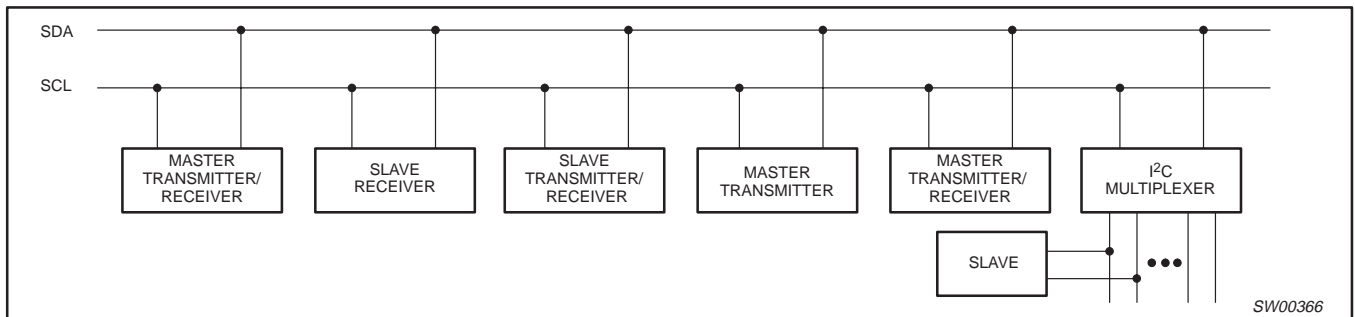 SDA
SCL
MASTER
TRANSMITTER/
RECEIVER
SLAVE
RECEIVER
SLAVE
TRANSMITTER/
RECEIVER
MASTER
TRANSMITTER
MASTER
TRANSMITTER/
RECEIVER
I²C
MULTIPLEXER
SLAVE
SW00366